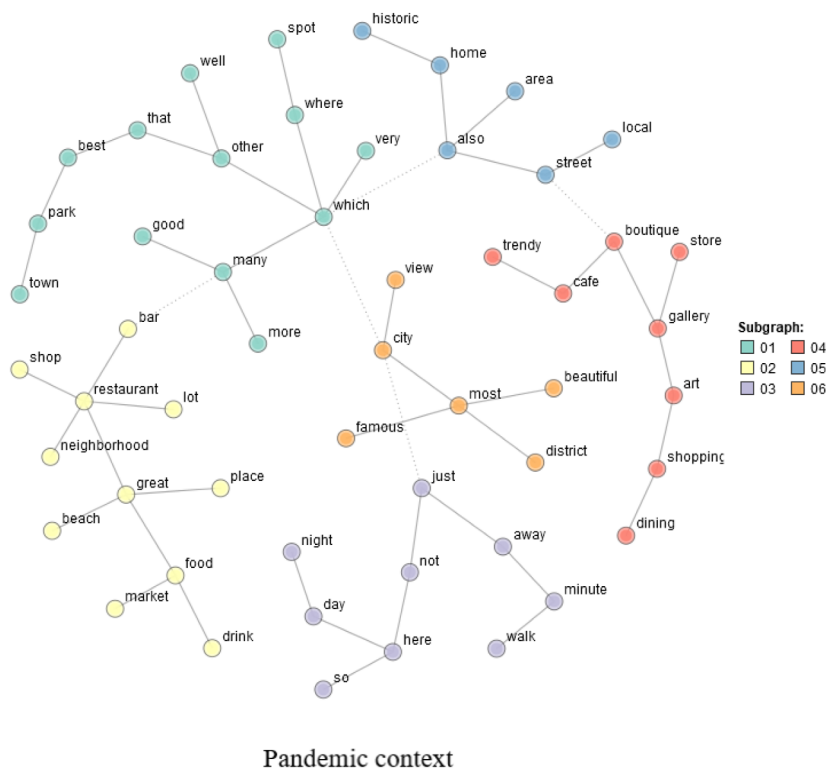 historic
spot
home
well
area
where
that
local
very
also
best
other
street
which
park
good
boutique
trendy
store
many
view
cafe
town
bar
gallery
more
city
Subgraph:
01
04
02
05
03
06
shop
restaurant
beautiful
art
lot
most
famous
neighborhood
district
shopping
great
place
just
beach
dining
night
away
food
not
market
minute
day
drink
here
walk
so
Pandemic context